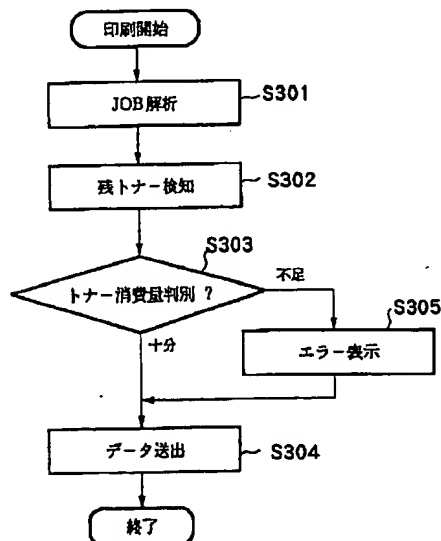 印刷開始
JOB解析
S301
残トナー検知
S302
S303
トナー消費量判別 ?
不足
S305
十分
エラー表示
データ送出
S304
終了